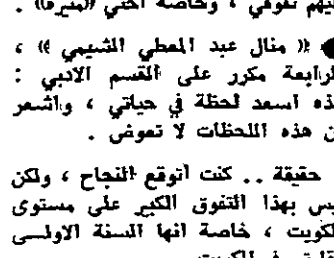 فيهم تفوقي ، وخاصة اختي «منيرة» .
● « منال عبد المعطي الشيمي » ،
الرابعة مكرر على القسم الادبي :
هذه اسعد لحظة في حياتي ، واشعر
ان هذه اللحظات لا تعوض .
حقيقة .. كنت اتوقع النجاح ، ولكن
ليس بهذا التفوق الكبير على مستوى
الكويت ، خاصة انها السنة الاولــى